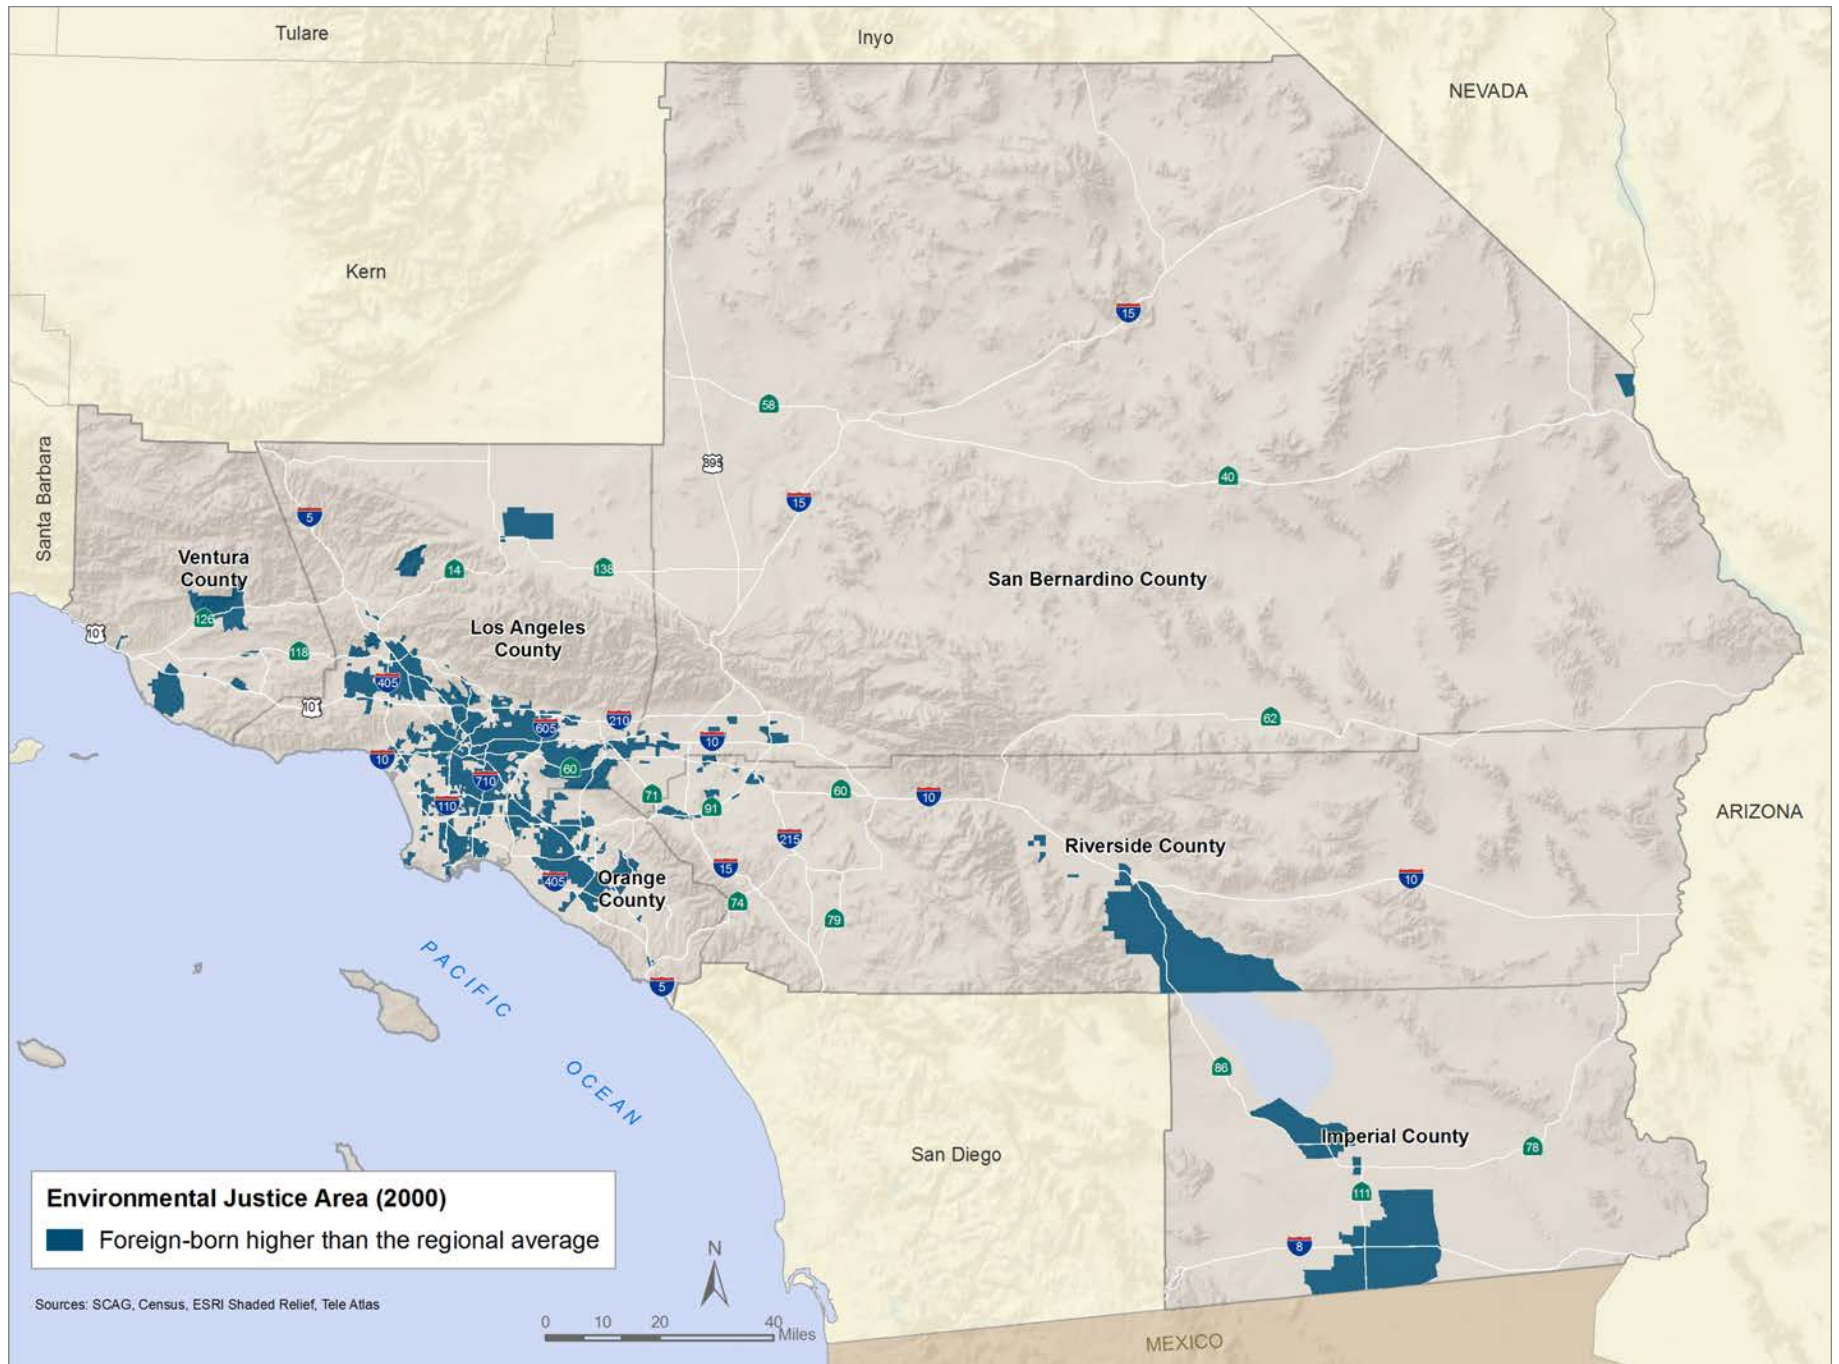 Tulare
Inyo
NEVADA
Kern
15
58
Santa Barbara
395
40
15
5
Ventura
County
14
138
San Bernardino County
126
101
Los Angeles
County
118
405
101
210
62
605
10
10
60
710
71
60
10
110
91
ARIZONA
215
Riverside County
15
10
405
Orange
County
74
79
PACIFIC
5
OCEAN
86
Imperial County
78
San Diego
111
8
Environmental Justice Area (2000)
Foreign-born higher than the regional average
N
Sources: SCAG, Census, ESRI Shaded Relief, Tele Atlas
0 10 20 40 Miles
MEXICO